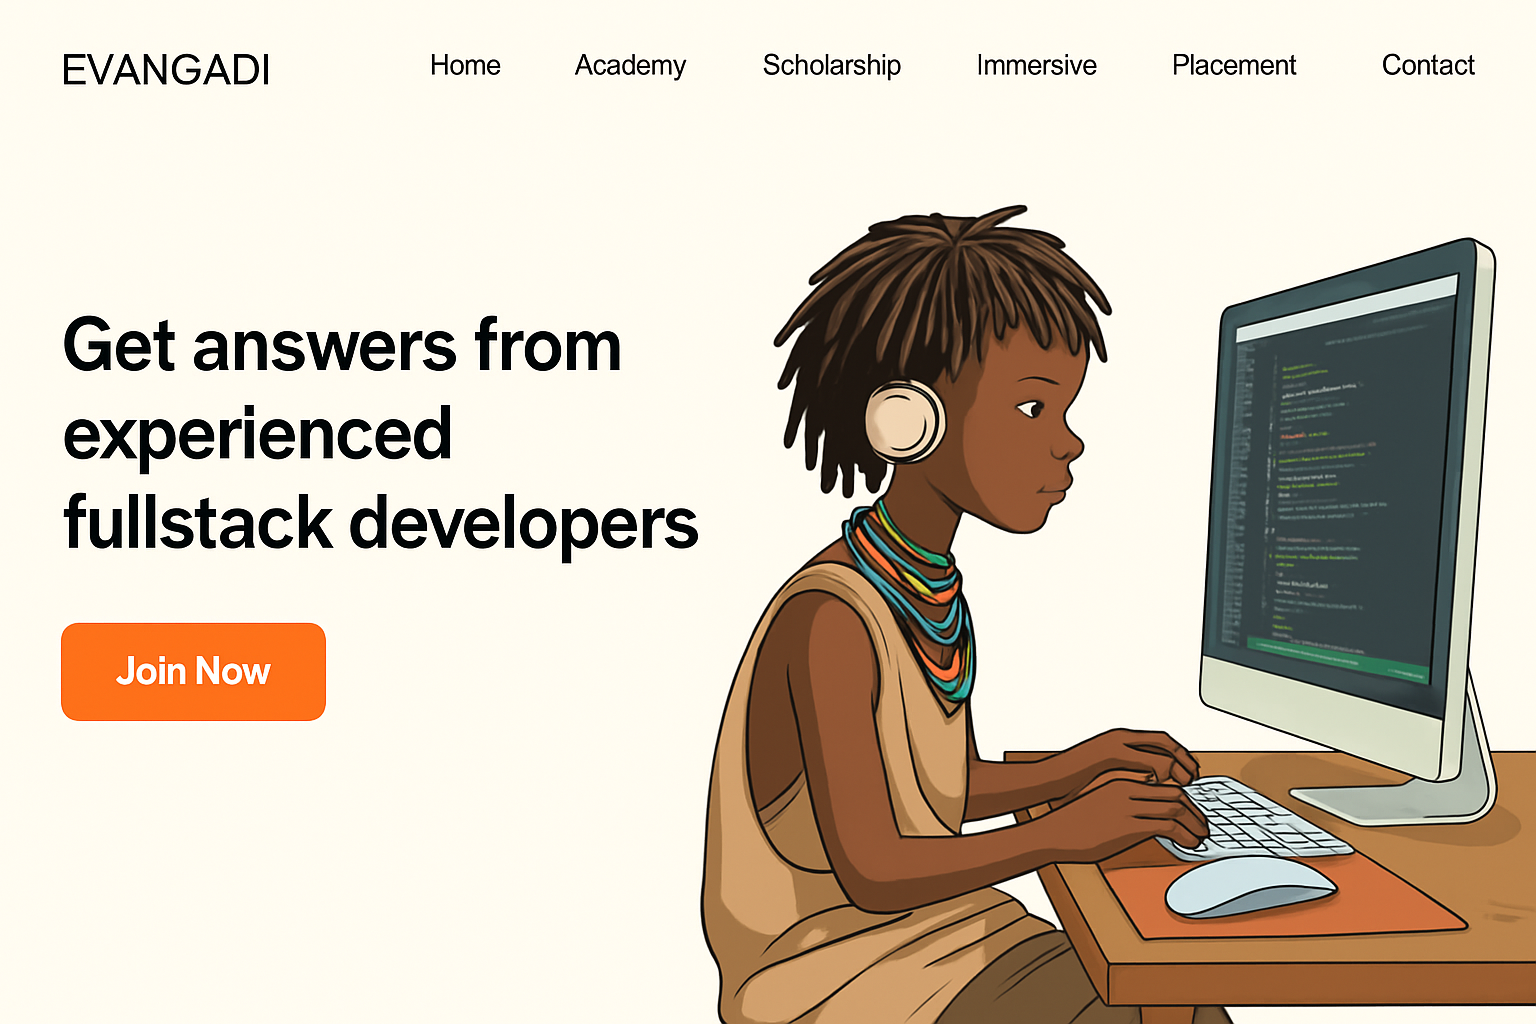 EVANGADI
Home Academy Scholarship Immersive Placement Contact
Get answers from
experienced
fullstack developers
Join Now